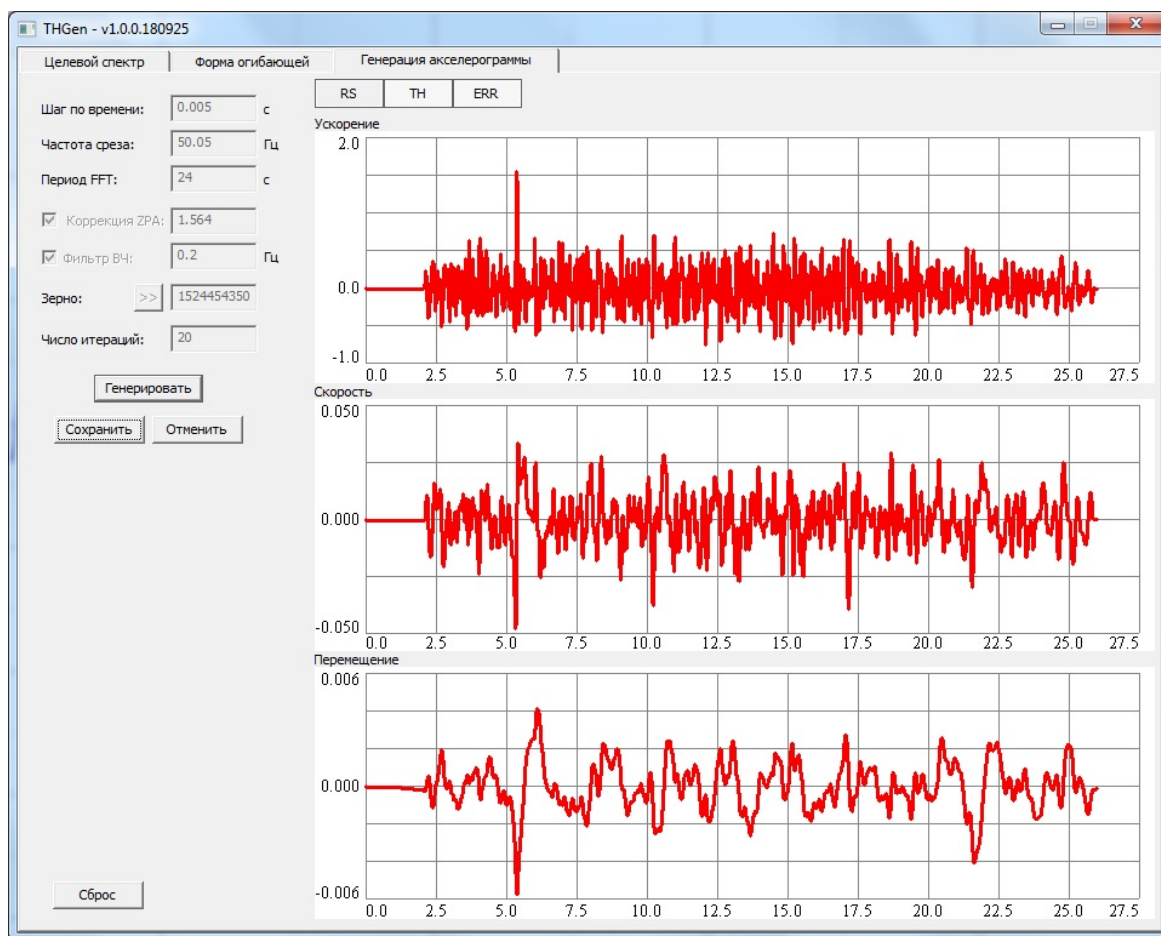 THGen - v1.0.0.180925
Целевой спектр Форма огибающей Генерация акселерограммы
RS TH ERR
Шаг по времени: 0.005 с
Частота среза: 50.05 Гц
Период FFT: 24 с
Коррекция ZPA: 1.564
Фильтр ВЧ: 0.2 Гц
Зерно: >> 1524454350
Число итераций: 20
Генерировать
Сохранить Отменить
Сброс
Ускорение
2.0
0.0
-1.0
0.0 2.5 5.0 7.5 10.0 12.5 15.0 17.5 20.0 22.5 25.0 27.5
Скорость
0.050
0.000
-0.050
0.0 2.5 5.0 7.5 10.0 12.5 15.0 17.5 20.0 22.5 25.0 27.5
Перемещение
0.006
0.000
-0.006
0.0 2.5 5.0 7.5 10.0 12.5 15.0 17.5 20.0 22.5 25.0 27.5